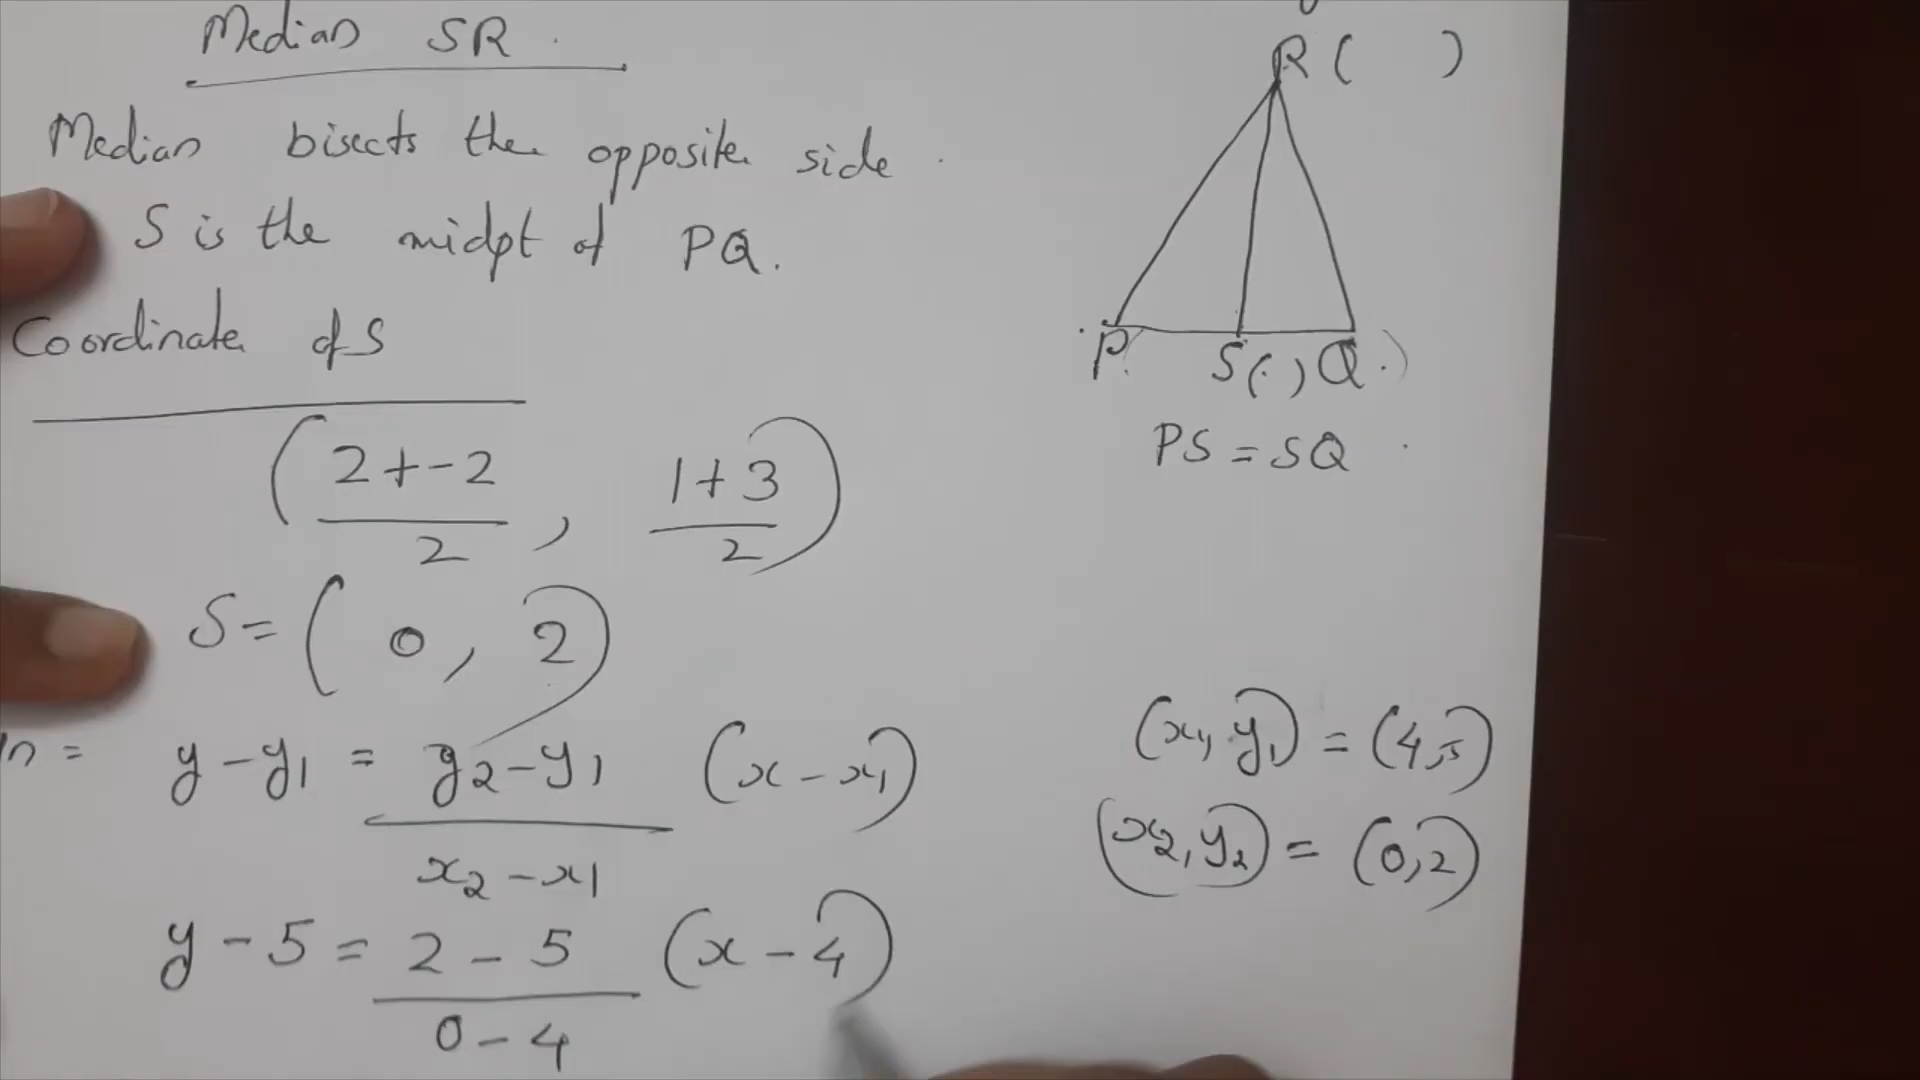 Median SR.
Median bisects the opposite side.
S is the midpt of PQ.
Coordinate of S
(2+-2/2, 1+3/2)
S = (0, 2)
y - y1 = y2 - y1/x2 - x1 (x - x1)
y - 5 = 2 - 5/0 - 4 (x - 4)
R ( )
P S( ) Q
PS = SQ
(x1, y1) = (4,5)
(x2, y2) = (0,2)